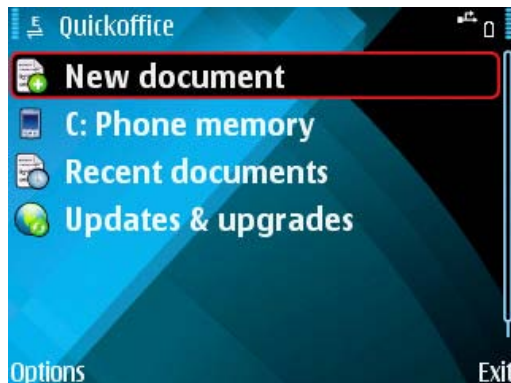 E
Quickoffice
New document
C: Phone memory
Recent documents
Updates & upgrades
Options
Exit